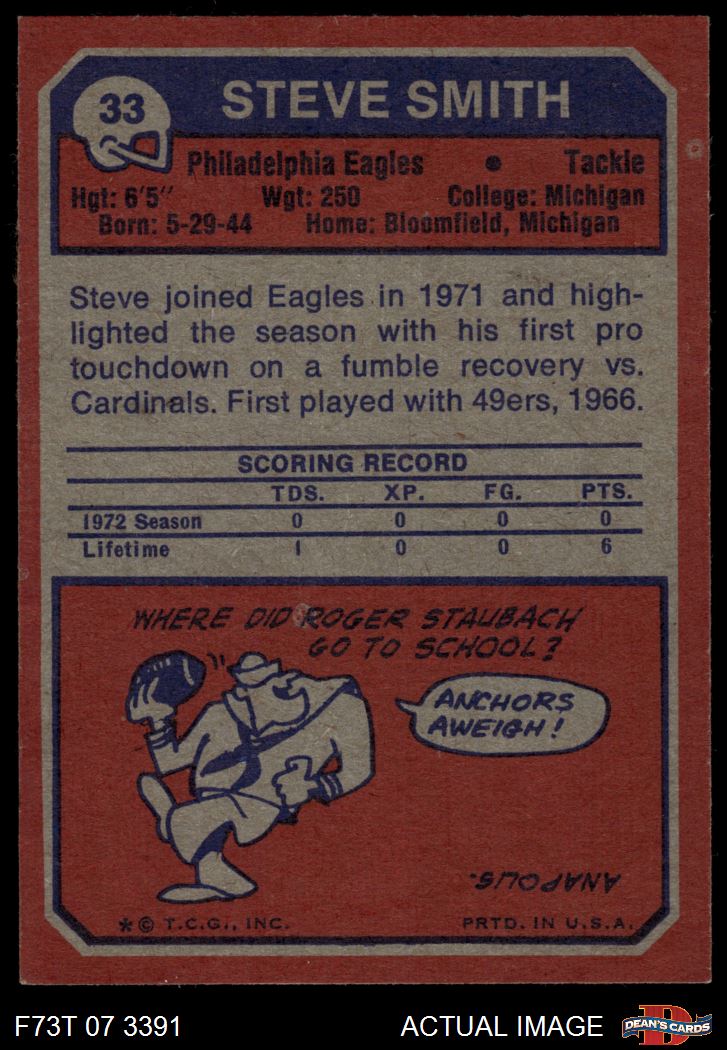 33
STEVE SMITH
Philadelphia Eagles • Tackle
Hgt: 6'5" Wgt: 250 College: Michigan
Born: 5-29-44 Home: Bloomfield, Michigan
Steve joined Eagles in 1971 and high-
lighted the season with his first pro
touchdown on a fumble recovery vs.
Cardinals. First played with 49ers, 1966.
SCORING RECORD
TDS. XP. FG. PTS.
1972 Season 0 0 0 0
Lifetime 1 0 0 6
WHERE DID ROGER STAUBACH
GO TO SCHOOL?
ANCHORS
AWEIGH!
ANAPOLIS.
* © T.C.G., INC. PRTD. IN U.S.A.
F73T 07 3391 ACTUAL IMAGE
D
DEAN'S CARDS